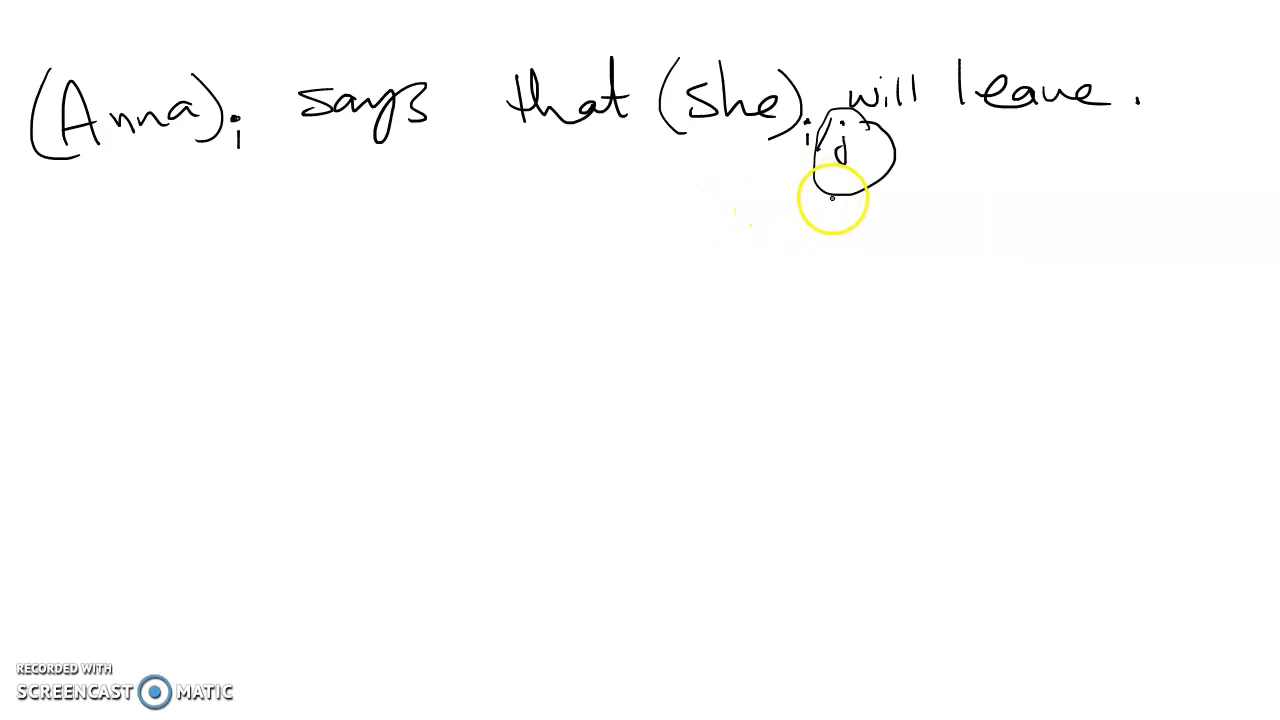 (Anna)i says that (she)i/j will leave.
RECORDED WITH
SCREENCAST MATIC